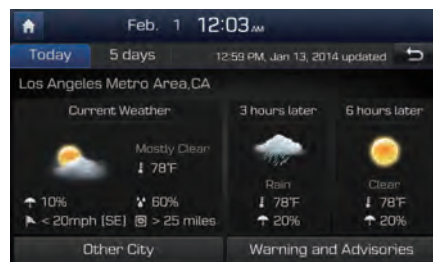 Feb. 1 12:03 AM
Today 5 days 12:59 PM, Jan 13, 2014 updated
Los Angeles Metro Area,CA
Current Weather
Mostly Clear
78°F
10% 60%
< 20mph (SE) > 25 miles
3 hours later
Rain
78°F
20%
6 hours later
Clear
78°F
20%
Other City Warning and Advisories